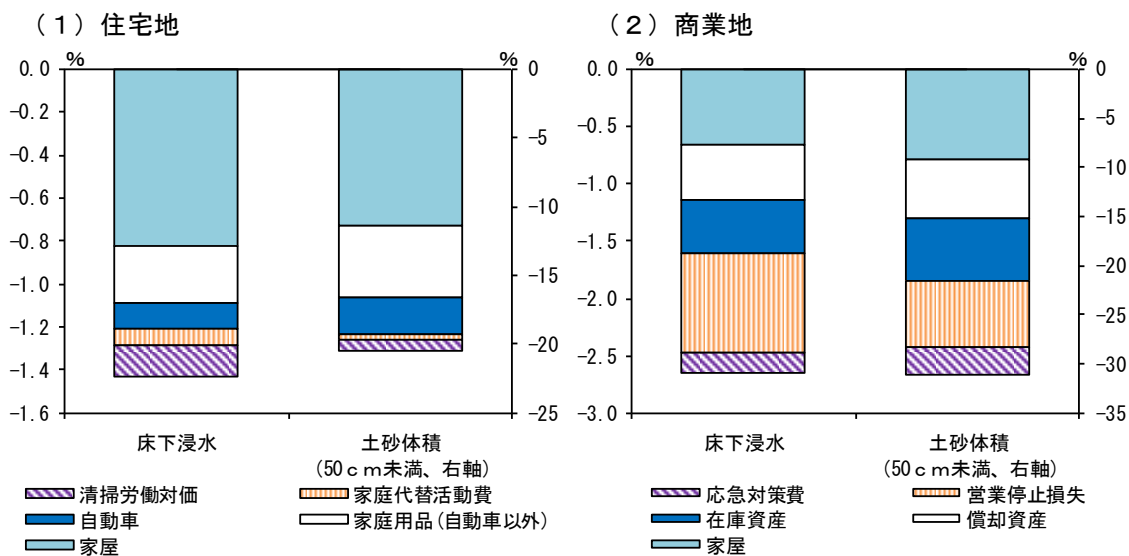 （１）住宅地
（２）商業地
%
%
%
%
0.0
-0.2
-0.4
-0.6
-0.8
-1.0
-1.2
-1.4
-1.6
0
-5
-10
-15
-20
-25
0.0
-0.5
-1.0
-1.5
-2.0
-2.5
-3.0
0
-5
-10
-15
-20
-25
-30
-35
床下浸水
土砂体積
(50ｃｍ未満、右軸)
床下浸水
土砂体積
(50ｃｍ未満、右軸)
清掃労働対価
家庭代替活動費
自動車
家庭用品(自動車以外)
家屋
応急対策費
営業停止損失
在庫資産
償却資産
家屋